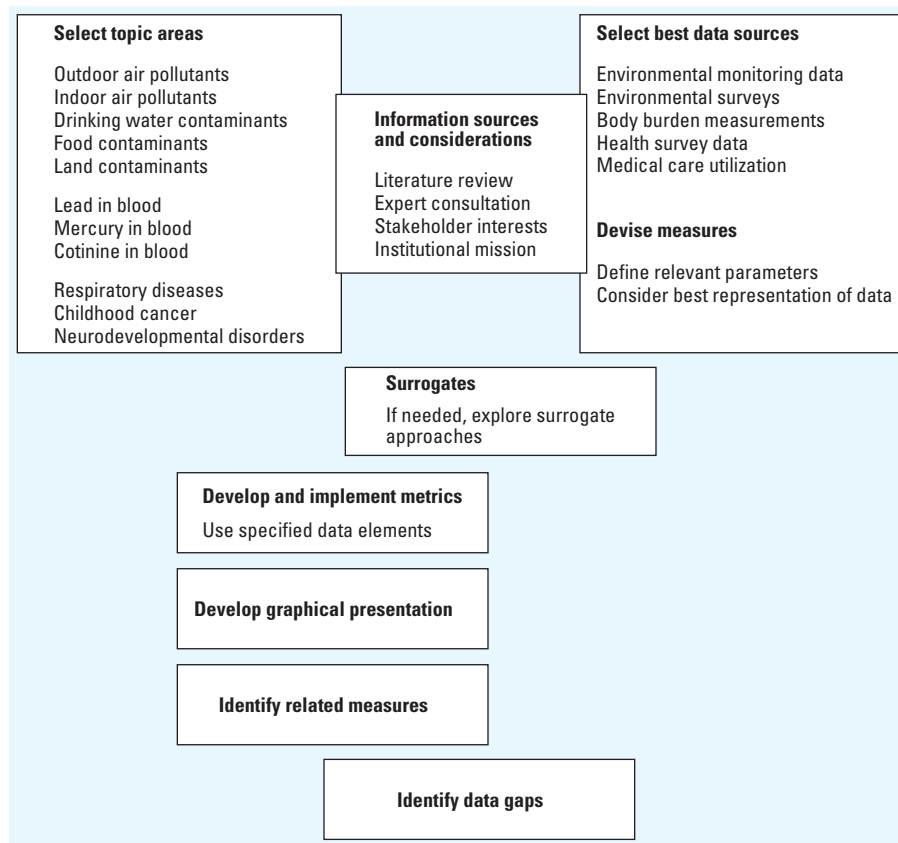 Select topic areas
Outdoor air pollutants
Indoor air pollutants
Drinking water contaminants
Food contaminants
Land contaminants
Lead in blood
Mercury in blood
Cotinine in blood
Respiratory diseases
Childhood cancer
Neurodevelopmental disorders
Information sources
and considerations
Literature review
Expert consultation
Stakeholder interests
Institutional mission
Select best data sources
Environmental monitoring data
Environmental surveys
Body burden measurements
Health survey data
Medical care utilization
Devise measures
Define relevant parameters
Consider best representation of data
Surrogates
If needed, explore surrogate
approaches
Develop and implement metrics
Use specified data elements
Develop graphical presentation
Identify related measures
Identify data gaps